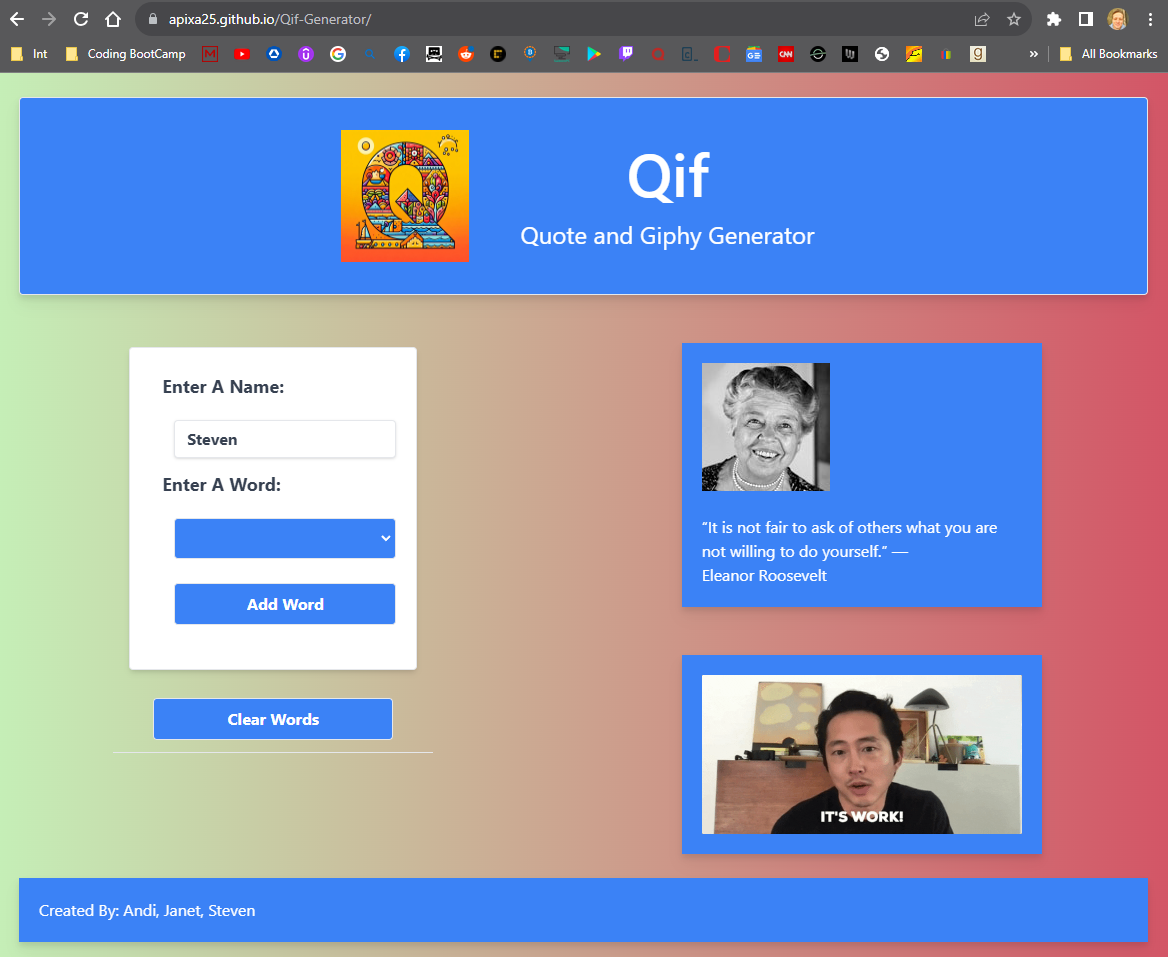 apixa25.github.io/Qif-Generator/
Int
Coding BootCamp
All Bookmarks
Qif
Quote and Giphy Generator
Enter A Name:
Steven
Enter A Word:
Add Word
Clear Words
“It is not fair to ask of others what you are
not willing to do yourself.” —
Eleanor Roosevelt
IT'S WORK!
Created By: Andi, Janet, Steven